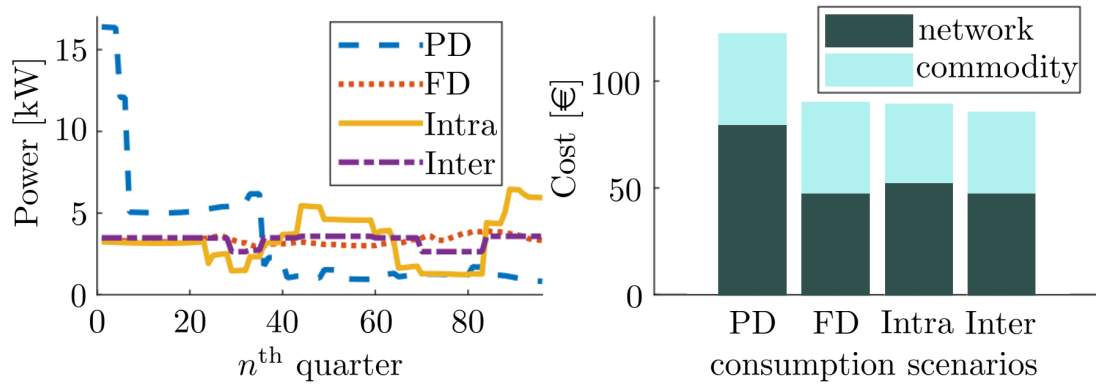 Power [kW]
15
10
5
0
0
20
40
60
80
nth quarter
PD
FD
Intra
Inter
Cost [€]
100
50
0
network
commodity
PD
FD
Intra
Inter
consumption scenarios